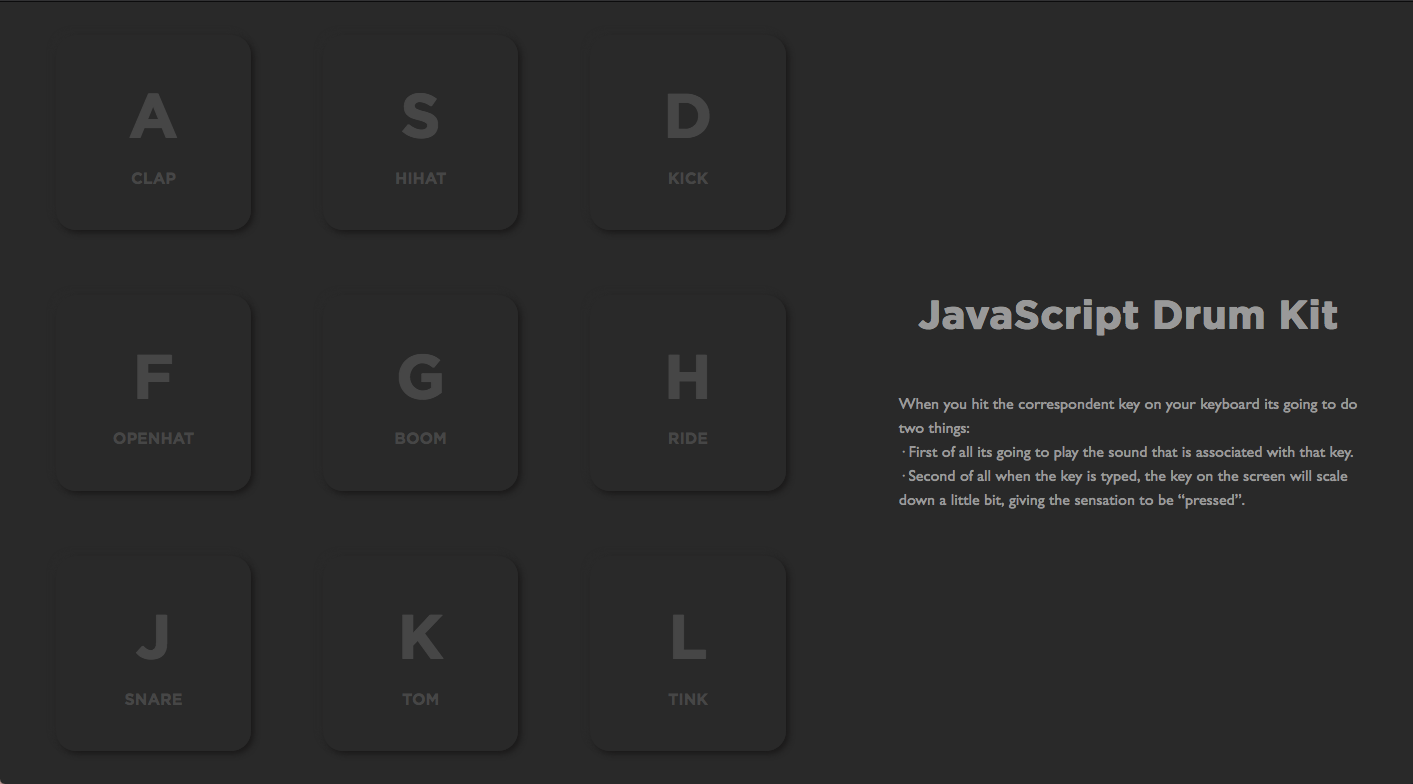 A
CLAP
S
HIHAT
D
KICK
F
OPENHAT
G
BOOM
H
RIDE
J
SNARE
K
TOM
L
TINK
JavaScript Drum Kit
When you hit the correspondent key on your keyboard its going to do
two things:
· First of all its going to play the sound that is associated with that key.
· Second of all when the key is typed, the key on the screen will scale
down a little bit, giving the sensation to be “pressed”.